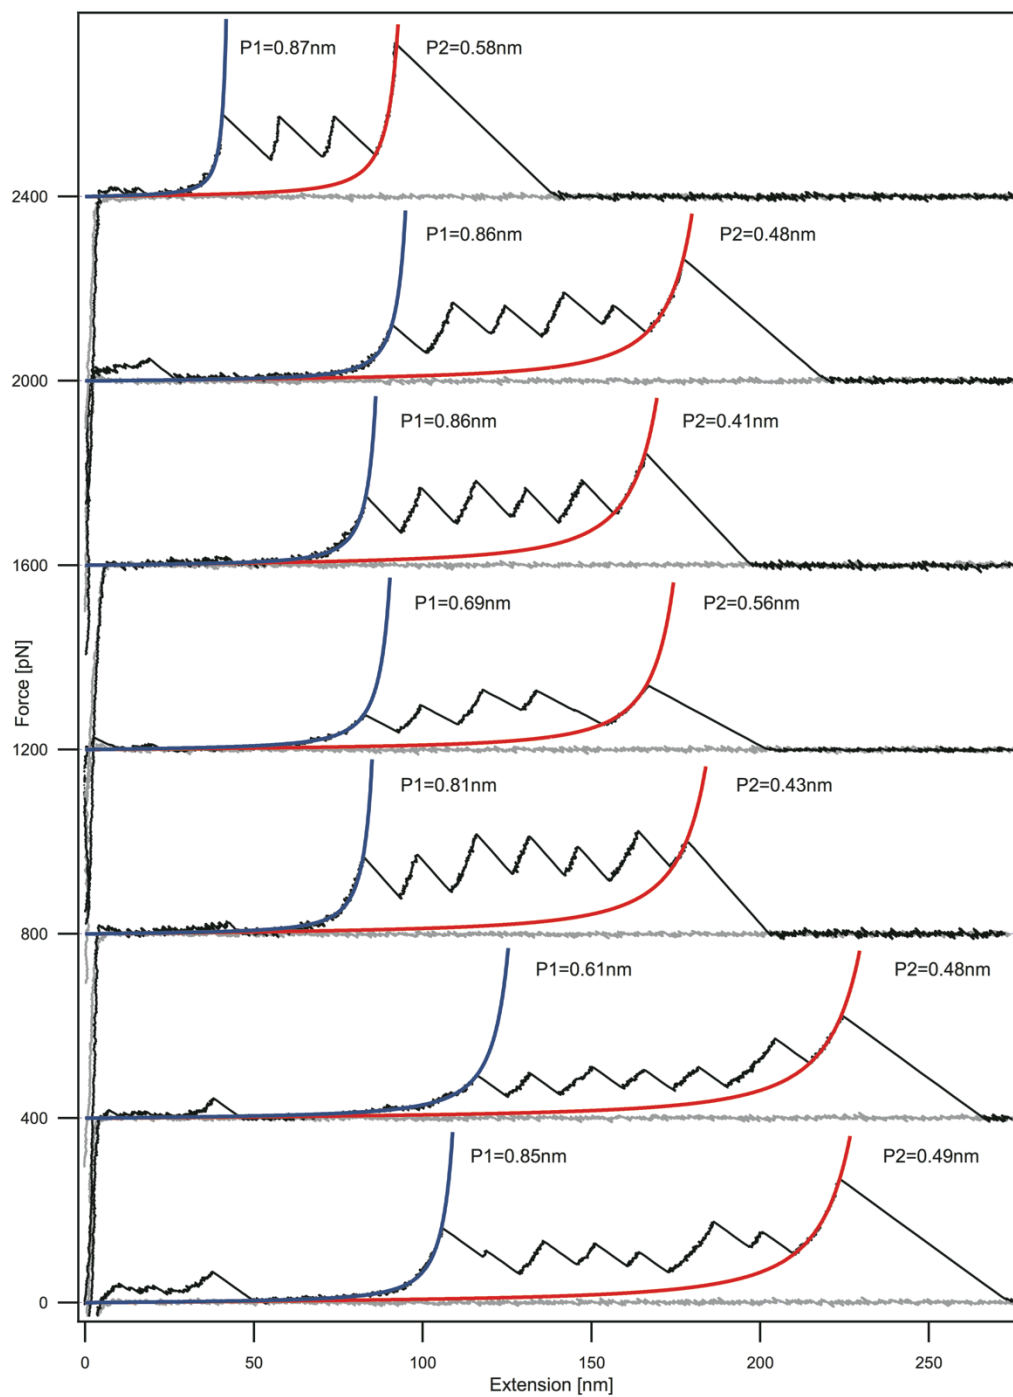 P1=0.87nm P2=0.58nm
2400
P1=0.86nm P2=0.48nm
2000
P1=0.86nm P2=0.41nm
1600
P1=0.69nm P2=0.56nm
Force [pN]
1200
P1=0.81nm P2=0.43nm
800
P1=0.61nm P2=0.48nm
400
P1=0.85nm P2=0.49nm
0
0 50 100 150 200 250
Extension [nm]